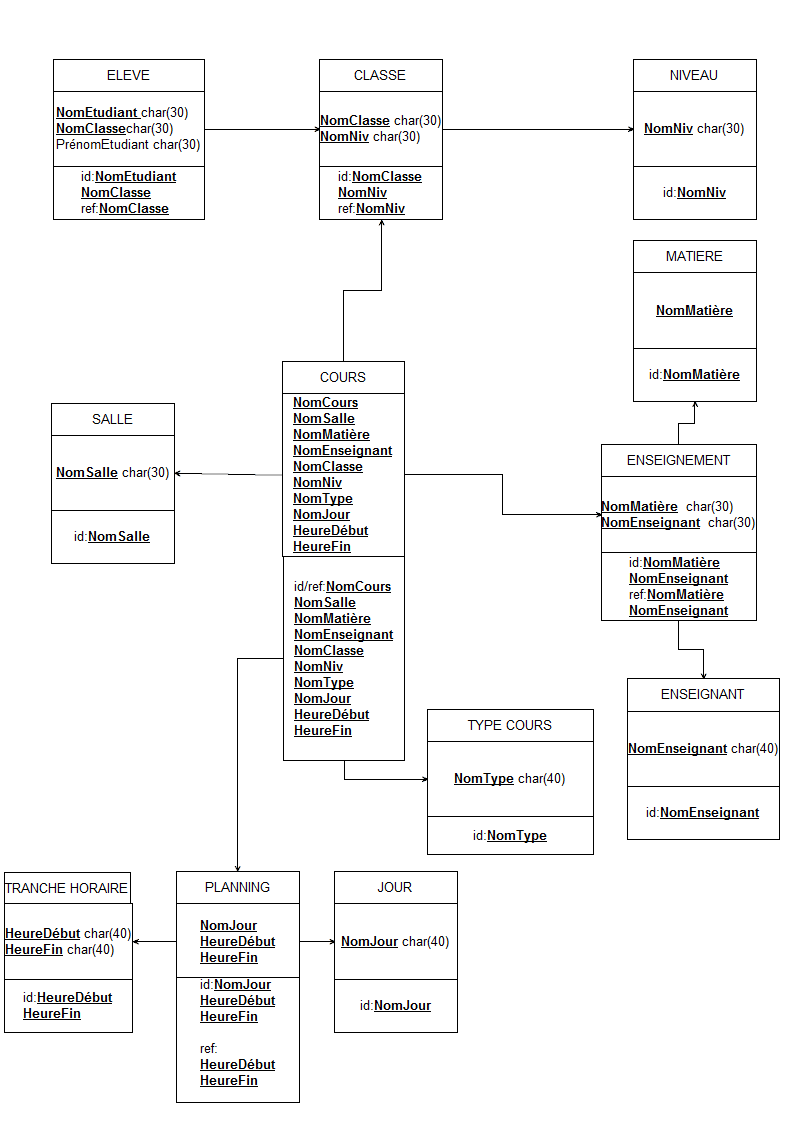 ELEVE
NomEtudiant char(30)
NomClassechar(30)
PrénomEtudiant char(30)
id:NomEtudiant
NomClasse
ref:NomClasse
CLASSE
NomClasse char(30)
NomNiv char(30)
id:NomClasse
NomNiv
ref:NomNiv
NIVEAU
NomNiv char(30)
id:NomNiv
MATIERE
NomMatière
id:NomMatière
COURS
NomCours
NomSalle
NomMatière
NomEnseignant
NomClasse
NomNiv
NomType
NomJour
HeureDébut
HeureFin
id/ref:NomCours
NomSalle
NomMatière
NomEnseignant
NomClasse
NomNiv
NomType
NomJour
HeureDébut
HeureFin
SALLE
NomSalle char(30)
id:NomSalle
ENSEIGNEMENT
NomMatière char(30)
NomEnseignant char(30)
id:NomMatière
NomEnseignant
ref:NomMatière
NomEnseignant
ENSEIGNANT
NomEnseignant char(40)
id:NomEnseignant
TYPE COURS
NomType char(40)
id:NomType
TRANCHE HORAIRE
HeureDébut char(40)
HeureFin char(40)
id:HeureDébut
HeureFin
PLANNING
NomJour
HeureDébut
HeureFin
id:NomJour
HeureDébut
HeureFin
ref:
HeureDébut
HeureFin
JOUR
NomJour char(40)
id:NomJour